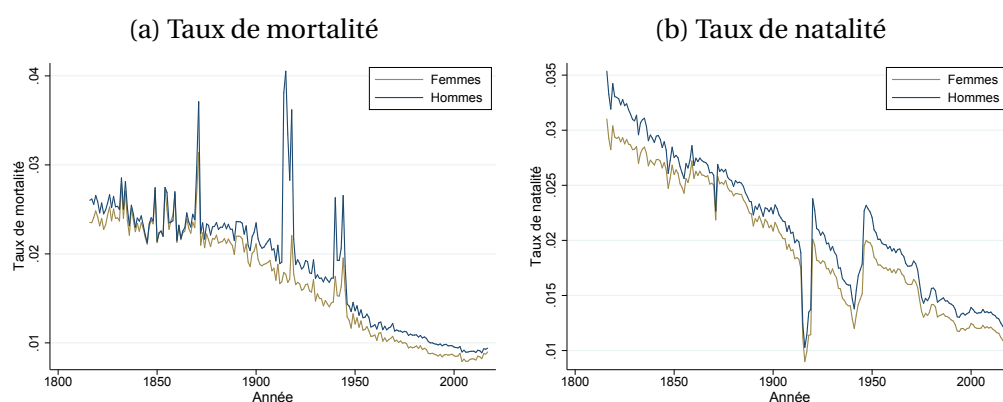 (a) Taux de mortalité
(b) Taux de natalité
Femmes
Hommes
Taux de mortalité
.04
.03
.02
.01
1800 1850 1900 1950 2000
Année
Femmes
Hommes
Taux de natalité
.035
.03
.025
.02
.015
.01
1800 1850 1900 1950 2000
Année